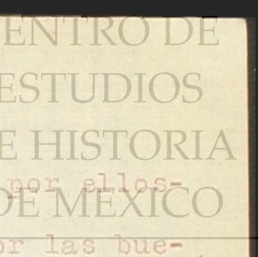 ENTRO DE
ESTUDIOS
E HISTORIA
por ellos-
DE MEXICO
or las bue-